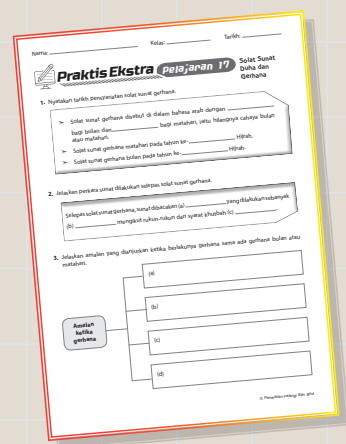 Nama: Kelas: Tarikh:
Praktis Ekstra Pelajaran 17 Solat Sunat
Duha dan
Gerhana
1. Nyatakan tarikh pensyariatan solat sunat gerhana.
➢ Solat sunat gerhana disebut di dalam bahasa arab dengan
bagi bulan dan bagi matahari, iaitu hilangnya cahaya bulan
atau matahari.
➢ Solat sunat gerhana matahari pada tahun ke- Hijrah.
➢ Solat sunat gerhana bulan pada tahun ke- Hijrah.
2. Jelaskan perkara sunat dilakukan selepas solat sunat gerhana.
Selepas solat sunat gerhana, sunat dibacakan (a) yang dilakukan sebanyak
(b) mengikut rukun-rukun dan syarat khutbah (c)
3. Jelaskan amalan yang dianjurkan ketika berlakunya gerhana sama ada gerhana bulan atau
matahari.
(a)
(b)
Amalan
ketika
gerhana
(c)
(d)